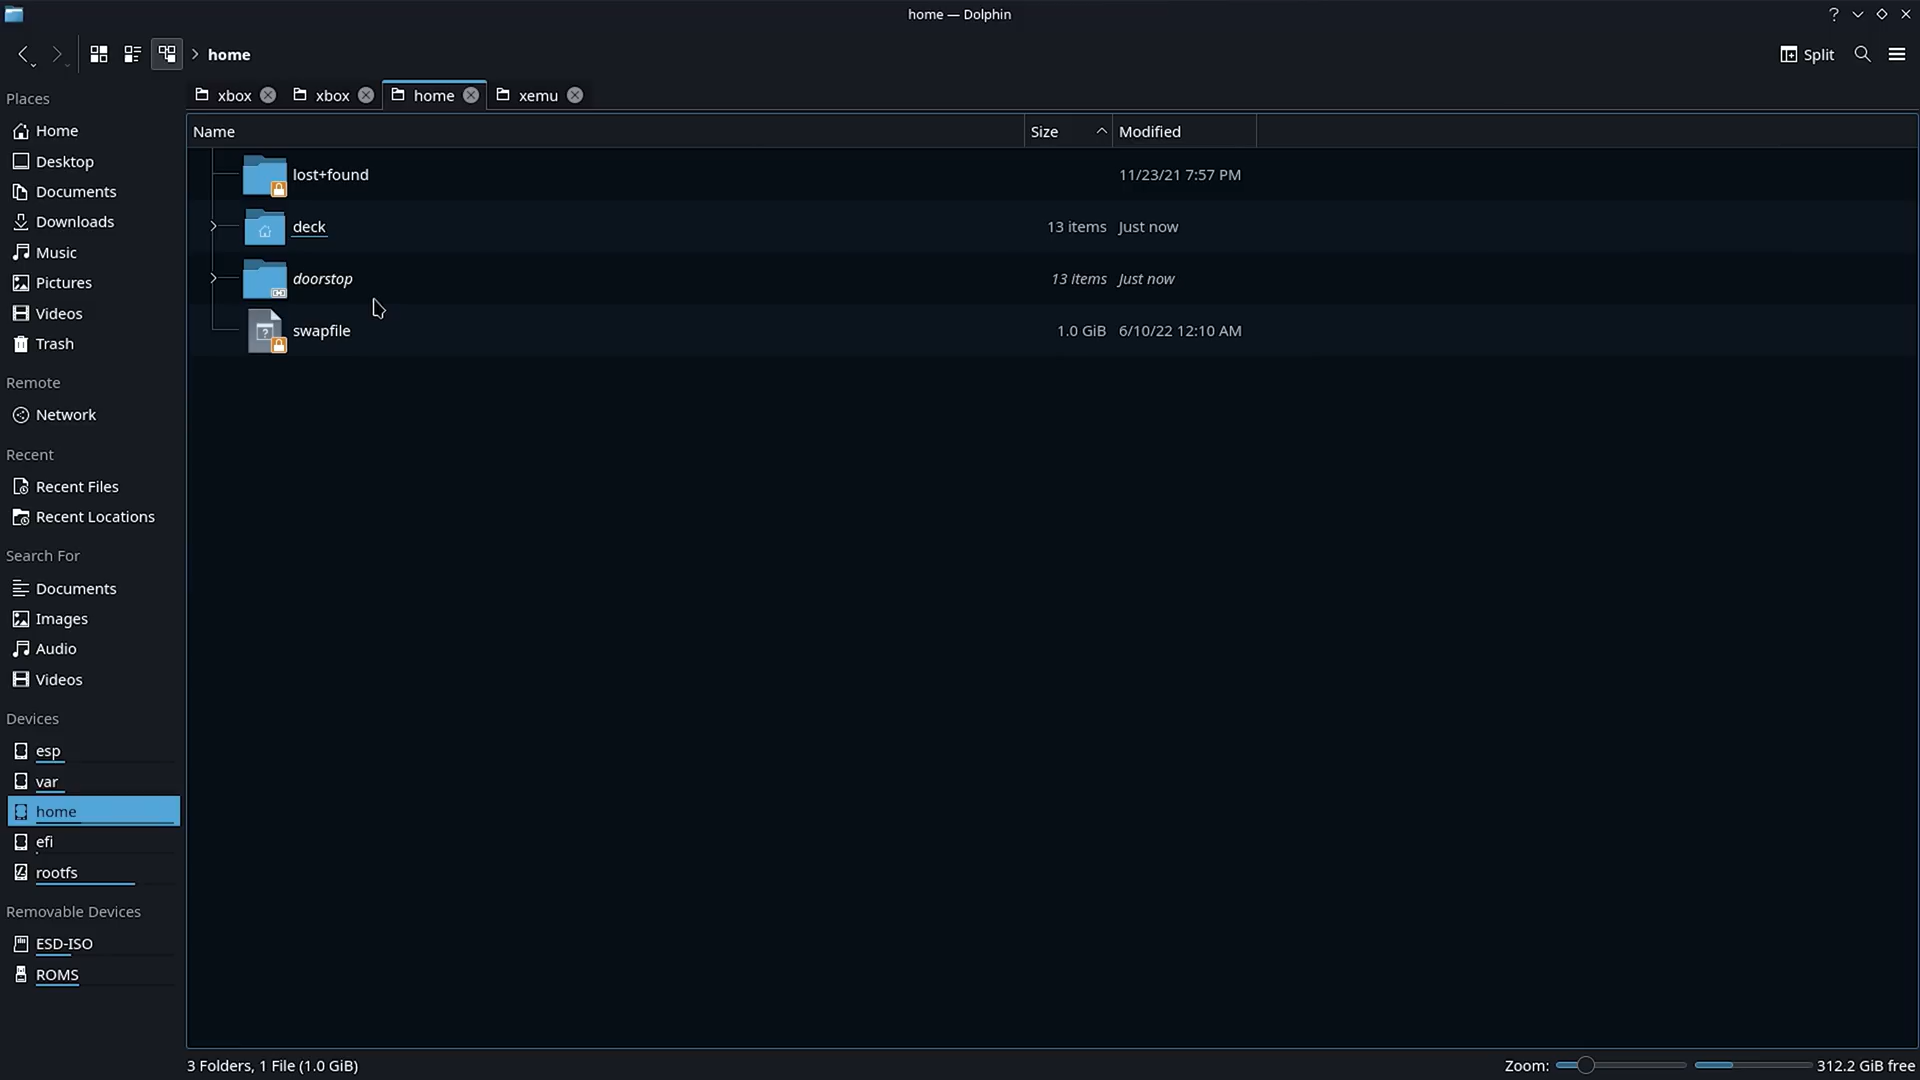 home — Dolphin
home
Split
Places
Home
Desktop
Documents
Downloads
Music
Pictures
Videos
Trash
Remote
Network
Recent
Recent Files
Recent Locations
Search For
Documents
Images
Audio
Videos
Devices
esp
var
home
efi
rootfs
Removable Devices
ESD-ISO
ROMS
xbox xbox home xemu
Name Size Modified
lost+found 11/23/21 7:57 PM
deck 13 items Just now
doorstop 13 items Just now
swapfile 1.0 GiB 6/10/22 12:10 AM
3 Folders, 1 File (1.0 GiB) Zoom: 312.2 GiB free